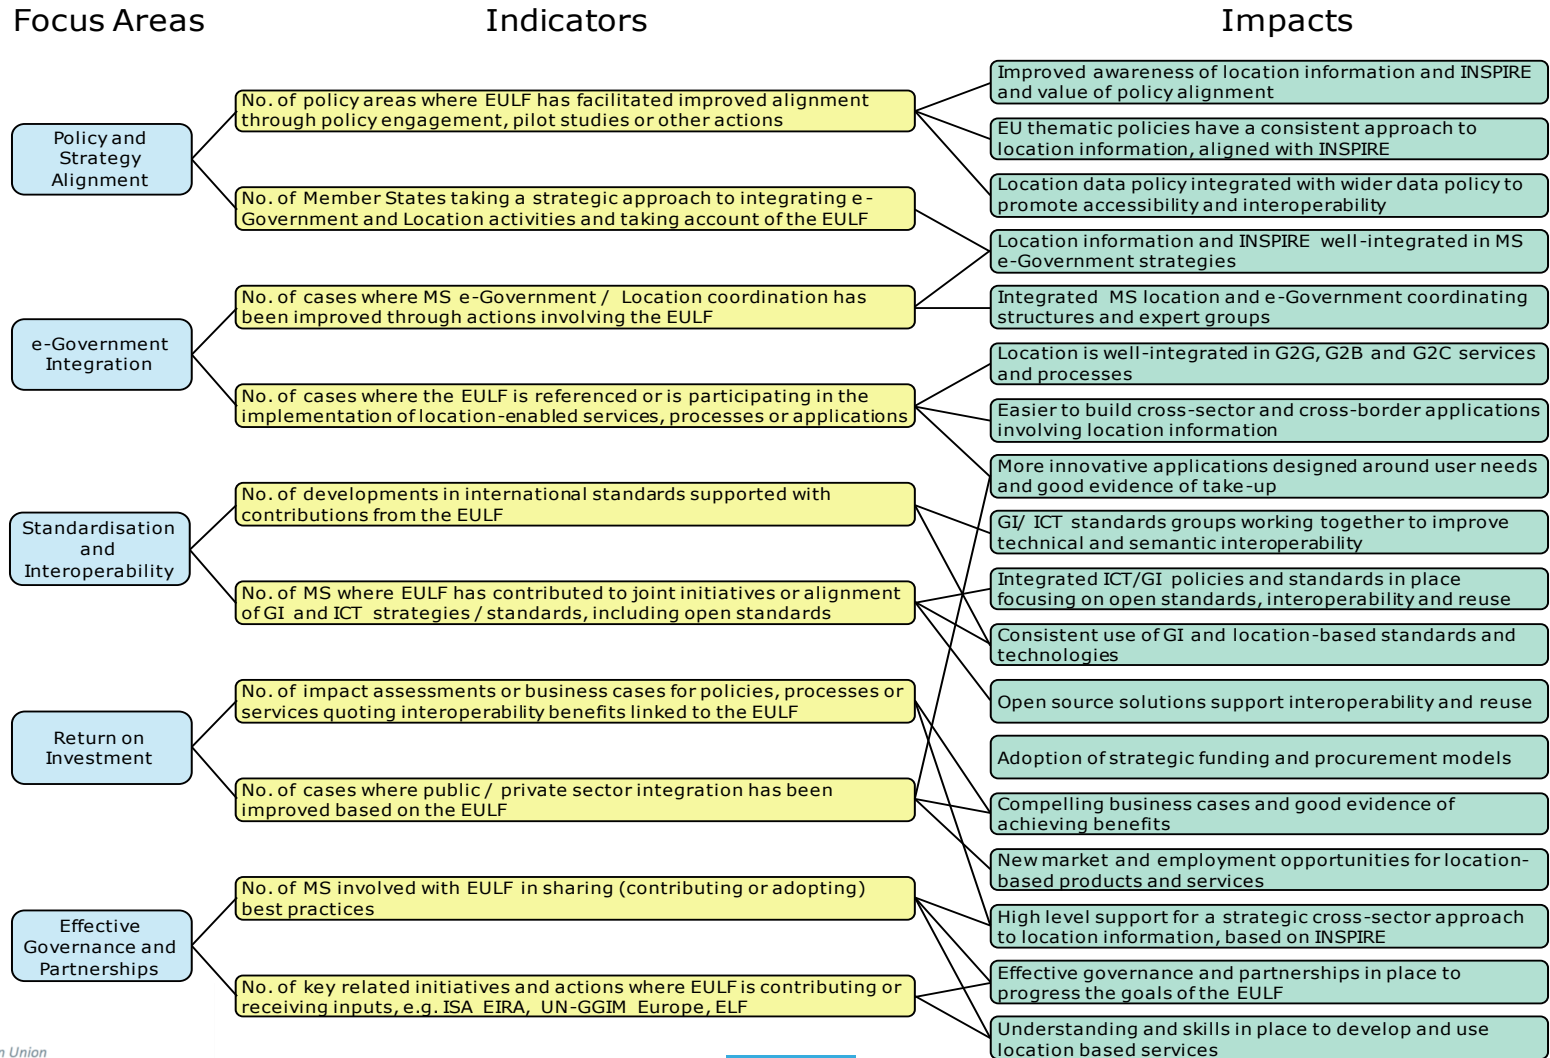 Focus Areas
Indicators
Impacts
Policy and
Strategy
Alignment
e-Government
Integration
Standardisation
and
Interoperability
Return on
Investment
Effective
Governance and
Partnerships
No. of policy areas where EULF has facilitated improved alignment
through policy engagement, pilot studies or other actions
No. of Member States taking a strategic approach to integrating e-
Government and Location activities and taking account of the EULF
No. of cases where MS e-Government / Location coordination has
been improved through actions involving the EULF
No. of cases where the EULF is referenced or is participating in the
implementation of location-enabled services, processes or applications
No. of developments in international standards supported with
contributions from the EULF
No. of MS where EULF has contributed to joint initiatives or alignment
of GI and ICT strategies / standards, including open standards
No. of impact assessments or business cases for policies, processes or
services quoting interoperability benefits linked to the EULF
No. of cases where public / private sector integration has been
improved based on the EULF
No. of MS involved with EULF in sharing (contributing or adopting)
best practices
No. of key related initiatives and actions where EULF is contributing or
receiving inputs, e.g. ISA EIRA, UN-GGIM Europe, ELF
Improved awareness of location information and INSPIRE
and value of policy alignment
EU thematic policies have a consistent approach to
location information, aligned with INSPIRE
Location data policy integrated with wider data policy to
promote accessibility and interoperability
Location information and INSPIRE well-integrated in MS
e-Government strategies
Integrated MS location and e-Government coordinating
structures and expert groups
Location is well-integrated in G2G, G2B and G2C services
and processes
Easier to build cross-sector and cross-border applications
involving location information
More innovative applications designed around user needs
and good evidence of take-up
GI/ ICT standards groups working together to improve
technical and semantic interoperability
Integrated ICT/GI policies and standards in place
focusing on open standards, interoperability and reuse
Consistent use of GI and location-based standards and
technologies
Open source solutions support interoperability and reuse
Adoption of strategic funding and procurement models
Compelling business cases and good evidence of
achieving benefits
New market and employment opportunities for location-
based products and services
High level support for a strategic cross-sector approach
to location information, based on INSPIRE
Effective governance and partnerships in place to
progress the goals of the EULF
Understanding and skills in place to develop and use
location based services
n Union